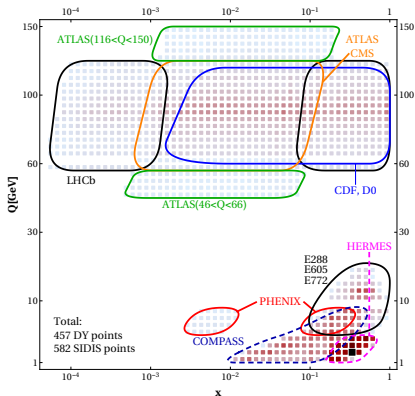 10⁻⁴ 10⁻³ 10⁻² 10⁻¹ 1
150 150
ATLAS(116<Q<150)
ATLAS
CMS
100 100
60 60
LHCb
CDF, D0
ATLAS(46<Q<66)
Q[GeV]
30 30
HERMES
E288
E605
E772
10 10
PHENIX
Total:
457 DY points
582 SIDIS points
COMPASS
1 1
10⁻⁴ 10⁻³ 10⁻² 10⁻¹ 1
x